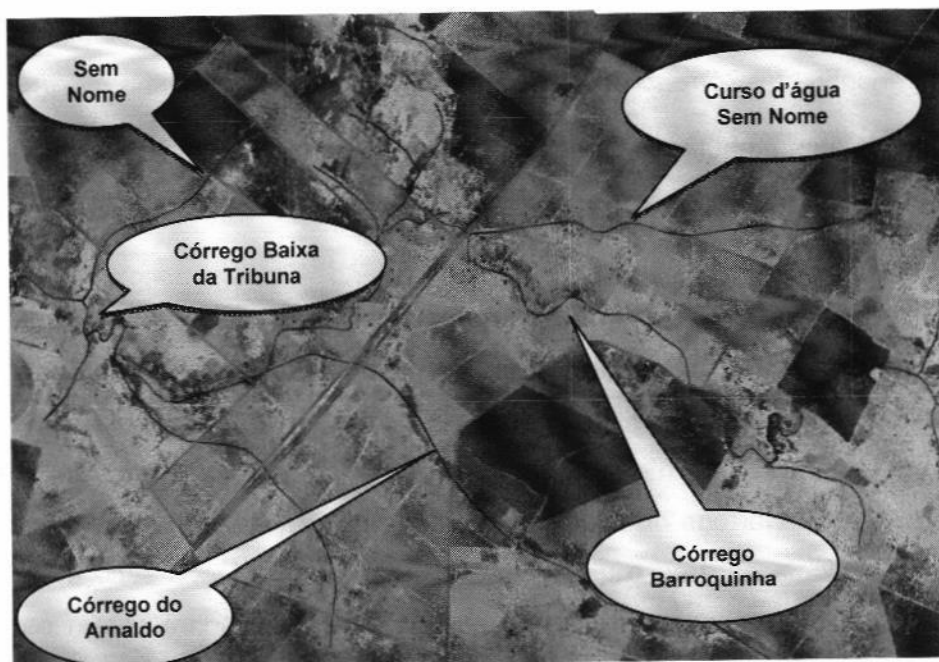 Sem
Nome
Curso d'água
Sem Nome
Córrego Baixa
da Tribuna
Córrego do
Arnaldo
Córrego
Barroquinha